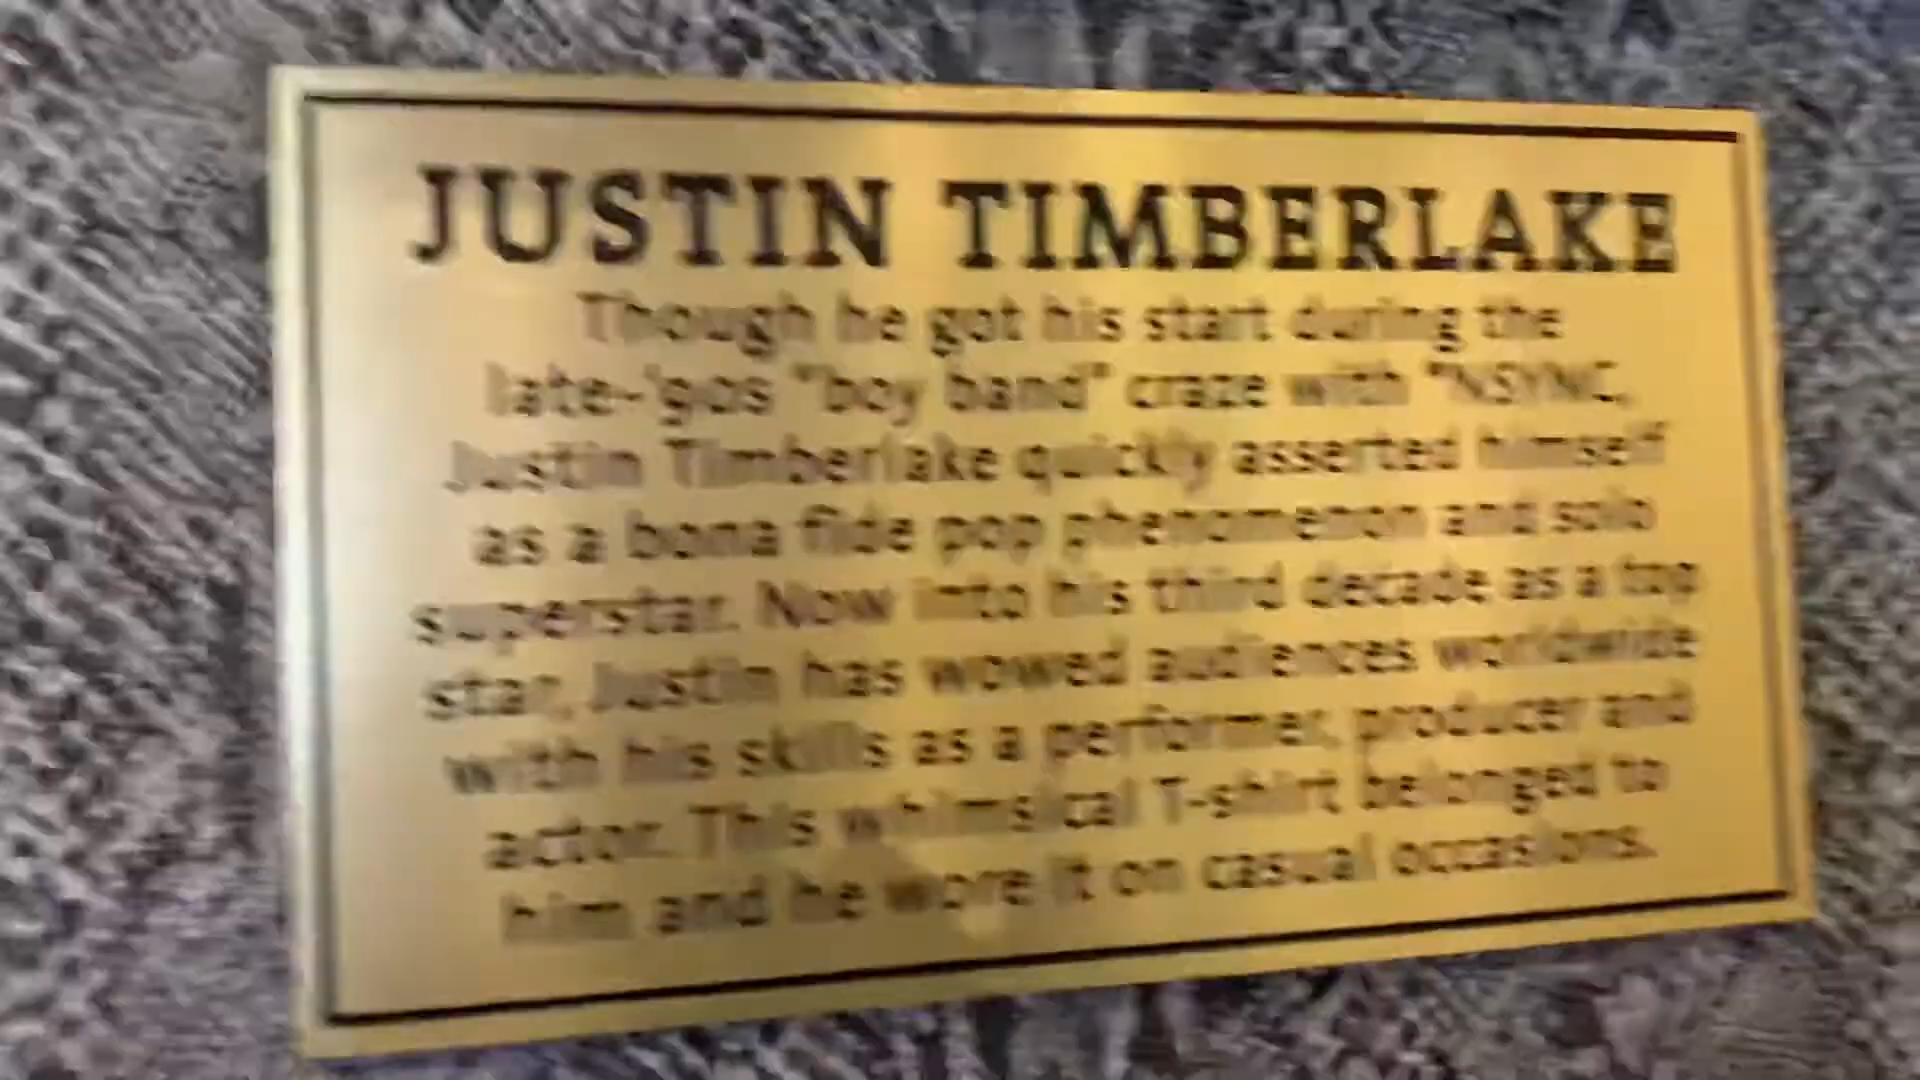 JUSTIN TIMBERLAKE
Though he got his start during the
late-'90s "boy band" craze with *NSYNC,
Justin Timberlake quickly asserted himself
as a bona fide pop phenomenon and solo
superstar. Now into his third decade as a top
star, Justin has wowed audiences worldwide
with his skills as a performer, producer and
actor. This whimsical T-shirt belonged to
him and he wore it on casual occasions.